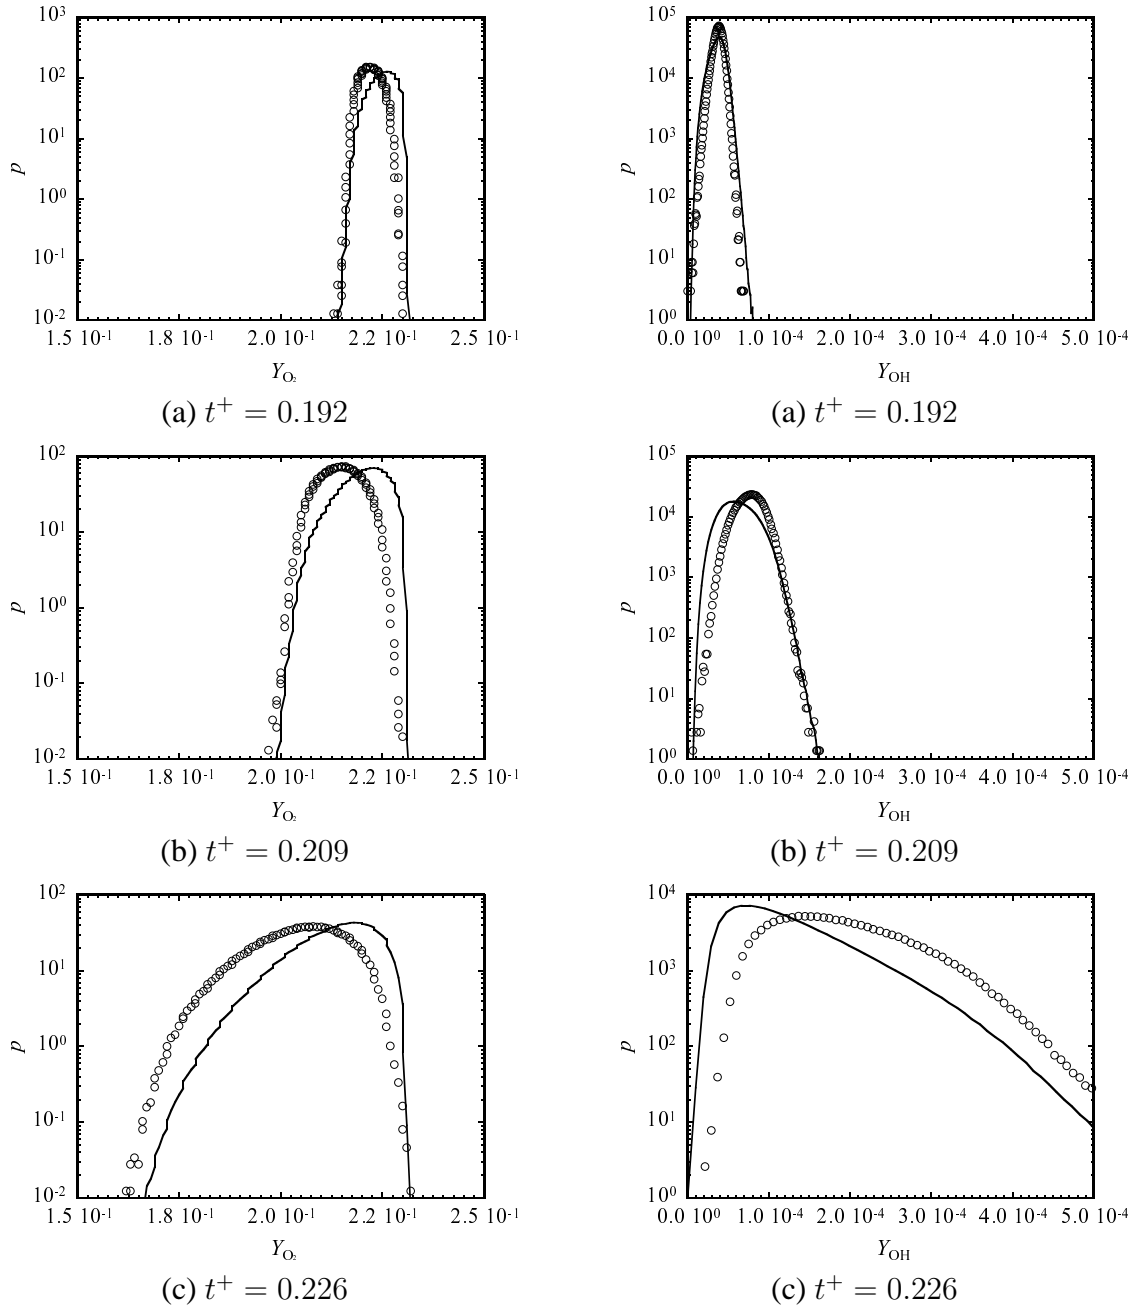 10³
10²
10¹
10⁰
10⁻¹
10⁻²
p
1.5 10⁻¹ 1.8 10⁻¹ 2.0 10⁻¹ 2.2 10⁻¹ 2.5 10⁻¹
Y_O₂
(a) t⁺ = 0.192
10⁵
10⁴
10³
10²
10¹
10⁰
p
0.0 10⁰ 1.0 10⁻⁴ 2.0 10⁻⁴ 3.0 10⁻⁴ 4.0 10⁻⁴ 5.0 10⁻⁴
Y_OH
(a) t⁺ = 0.192
10²
10¹
10⁰
10⁻¹
10⁻²
p
1.5 10⁻¹ 1.8 10⁻¹ 2.0 10⁻¹ 2.2 10⁻¹ 2.5 10⁻¹
Y_O₂
(b) t⁺ = 0.209
10⁵
10⁴
10³
10²
10¹
10⁰
p
0.0 10⁰ 1.0 10⁻⁴ 2.0 10⁻⁴ 3.0 10⁻⁴ 4.0 10⁻⁴ 5.0 10⁻⁴
Y_OH
(b) t⁺ = 0.209
10²
10¹
10⁰
10⁻¹
10⁻²
p
1.5 10⁻¹ 1.8 10⁻¹ 2.0 10⁻¹ 2.2 10⁻¹ 2.5 10⁻¹
Y_O₂
(c) t⁺ = 0.226
10⁴
10³
10²
10¹
10⁰
p
0.0 10⁰ 1.0 10⁻⁴ 2.0 10⁻⁴ 3.0 10⁻⁴ 4.0 10⁻⁴ 5.0 10⁻⁴
Y_OH
(c) t⁺ = 0.226